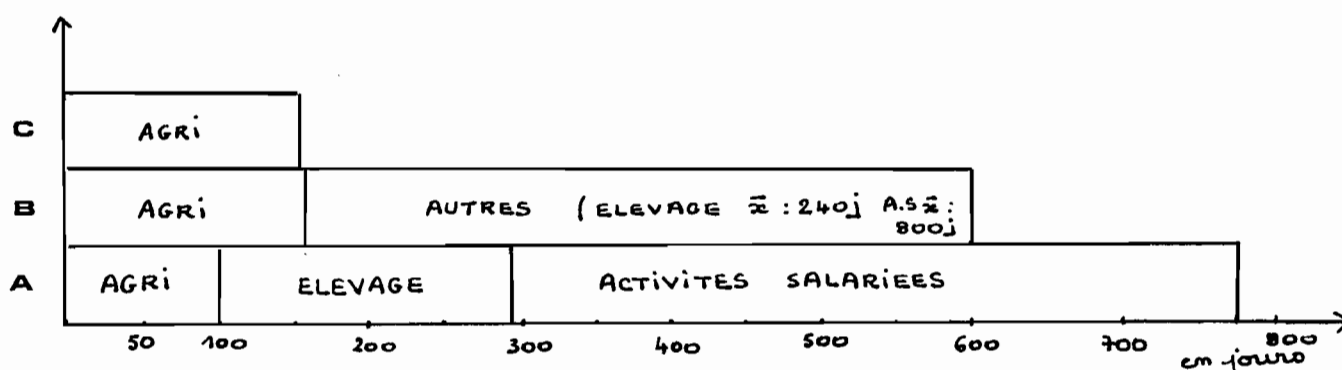 C AGRi
B AGRi AUTRES (ELEVAGE x̄ : 240j A.S x̄ :
800j
A AGRi ELEVAGE ACTIVITES SALARIEES
50 100 200 300 400 500 600 700 800
en jours